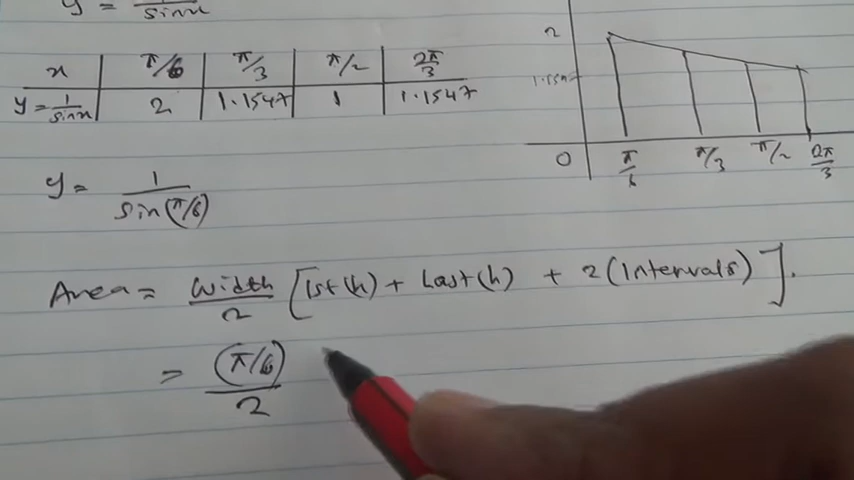 y = 1/sinx
x | π/6 | π/3 | π/2 | 2π/3
y = 1/sinx | 2 | 1.1547 | 1 | 1.1547
2
1.1547
0 π/6 π/3 π/2 2π/3
y = 1/sin(π/6)
Area = width/2 [1st(h) + Last(h) + 2(Intervals)].
= (π/6)/2